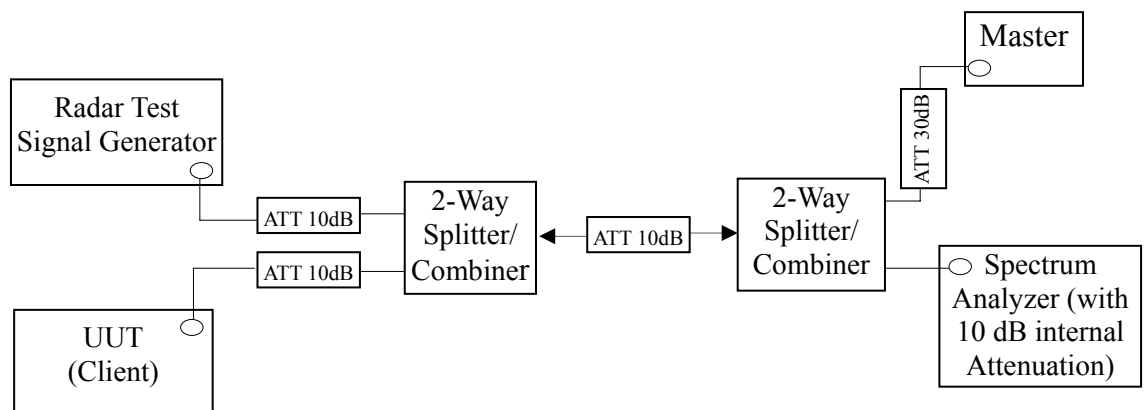 Master
Radar Test
Signal Generator
ATT 30dB
ATT 10dB
2-Way
Splitter/
Combiner
ATT 10dB
2-Way
Splitter/
Combiner
ATT 10dB
UUT
(Client)
Spectrum
Analyzer (with
10 dB internal
Attenuation)